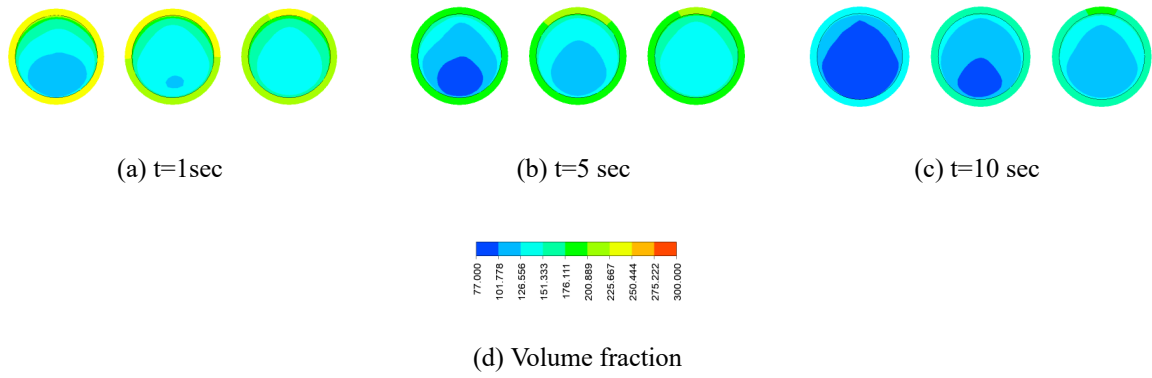 (a) t=1sec
(b) t=5 sec
(c) t=10 sec
77.000
101.778
126.556
151.333
176.111
200.889
225.667
250.444
275.222
300.000
(d) Volume fraction